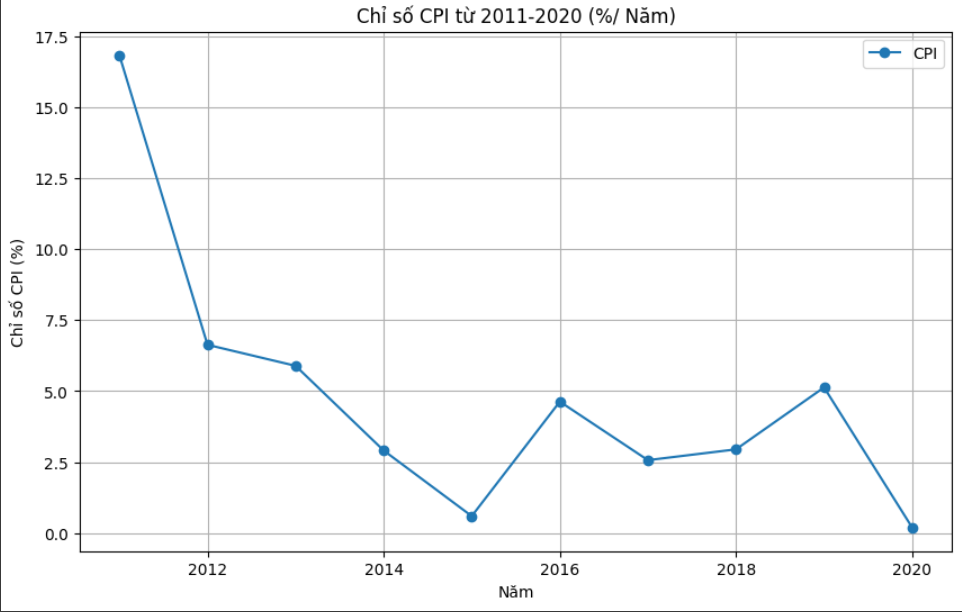 Chỉ số CPI từ 2011-2020 (%/ Năm)
CPI
Chỉ số CPI (%)
17.5
15.0
12.5
10.0
7.5
5.0
2.5
0.0
2012 2014 2016 2018 2020
Năm